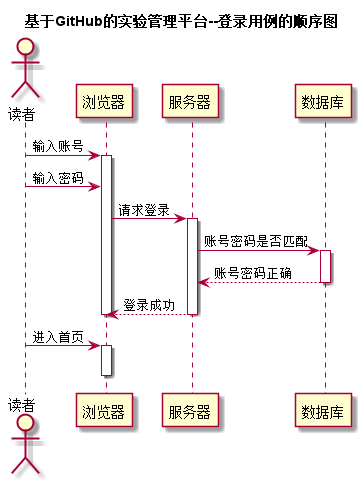 基于GitHub的实验管理平台--登录用例的顺序图
读者
浏览器
服务器
数据库
输入账号
输入密码
请求登录
账号密码是否匹配
账号密码正确
登录成功
进入首页
读者
浏览器
服务器
数据库